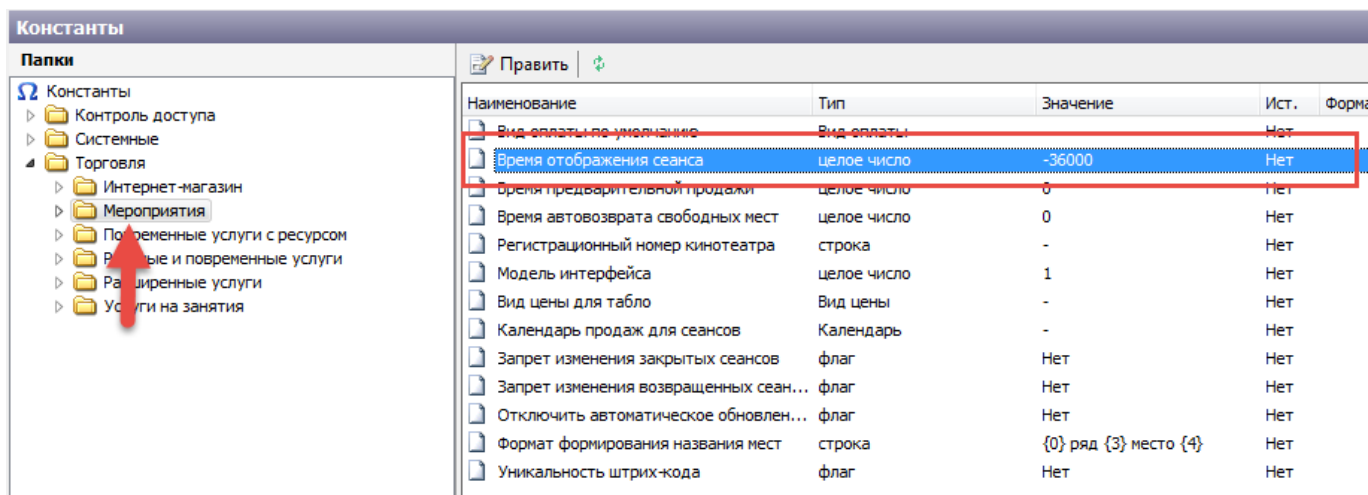 Константы
Папки
Править
Константы
Контроль доступа
Системные
Торговля
Интернет-магазин
Мероприятия
Повременные услуги с ресурсом
и повременные услуги
Расширенные услуги
Услуги на занятия
Наименование Тип Значение Ист. Форма
Вид оплаты по умолчанию Вид оплаты Нет
Время отображения сеанса целое число -36000 Нет
Время предварительной продажи целое число 0 Нет
Время автовозврата свободных мест целое число 0 Нет
Регистрационный номер кинотеатра строка - Нет
Модель интерфейса целое число 1 Нет
Вид цены для табло Вид цены - Нет
Календарь продаж для сеансов Календарь - Нет
Запрет изменения закрытых сеансов флаг Нет Нет
Запрет изменения возвращенных сеан... флаг Нет Нет
Отключить автоматическое обновлен... флаг Нет Нет
Формат формирования названия мест строка {0} ряд {3} место {4} Нет
Уникальность штрих-кода флаг Нет Нет